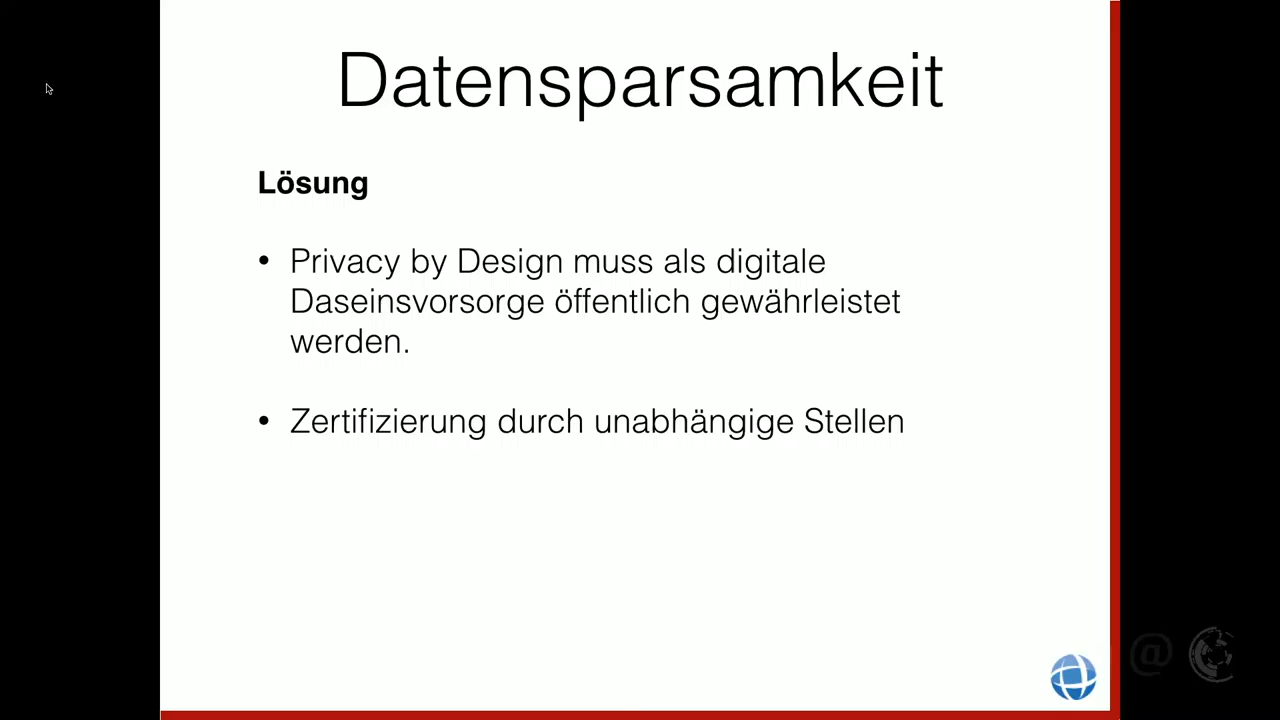 Datensparsamkeit
Lösung
• Privacy by Design muss als digitale
Daseinsvorsorge öffentlich gewährleistet
werden.
• Zertifizierung durch unabhängige Stellen
@